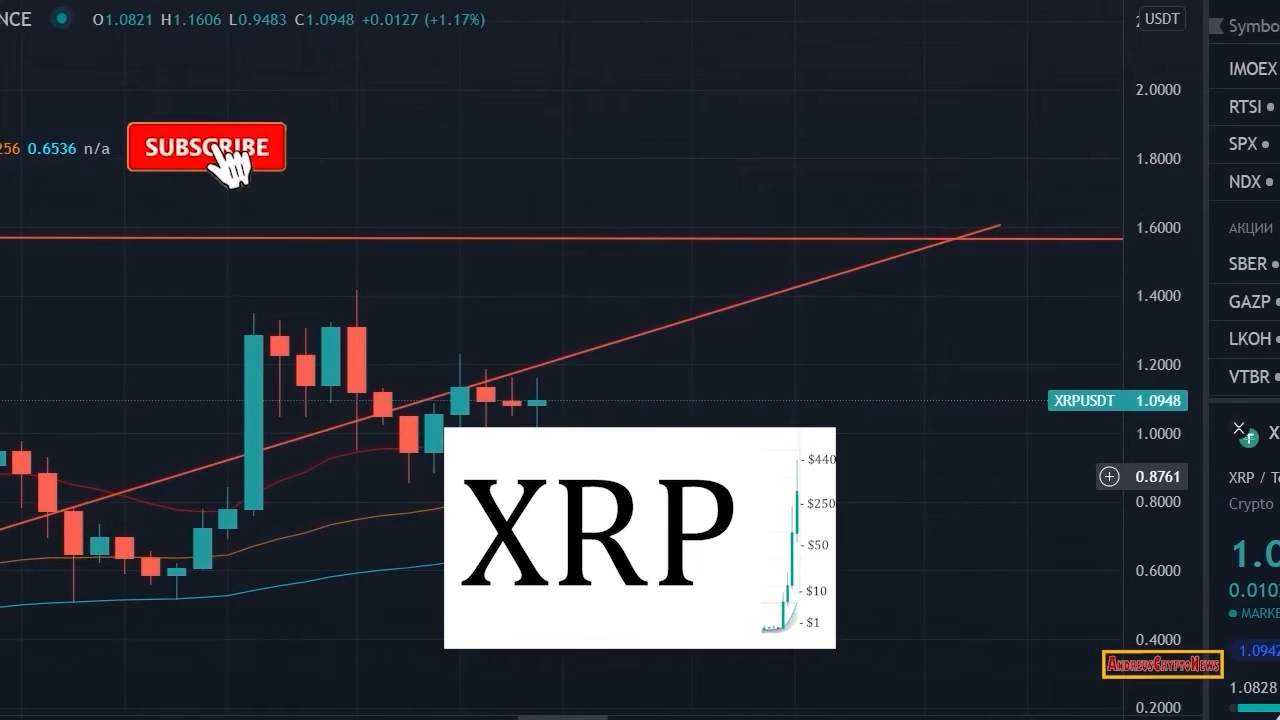 NCE O1.0821 H1.1606 L0.9483 C1.0948 +0.0127 (+1.17%)
USDT
Symbo
2.0000
IMOEX
RTSI
SUBSCRIBE
256 0.6536 n/a
1.8000
SPX
NDX
1.6000
АКЦИИ
SBER
1.4000
GAZP
LKOH
1.2000
VTBR
XRPUSDT 1.0948
1.0000
X
0.8761
XRP / Te
0.8000
Crypto
XRP
- $440
- $250
- $50
- $10
- $1
1.0
0.6000
0.010
MARKE
0.4000
1.0942
AndreusCryptoNews
1.0828
0.2000